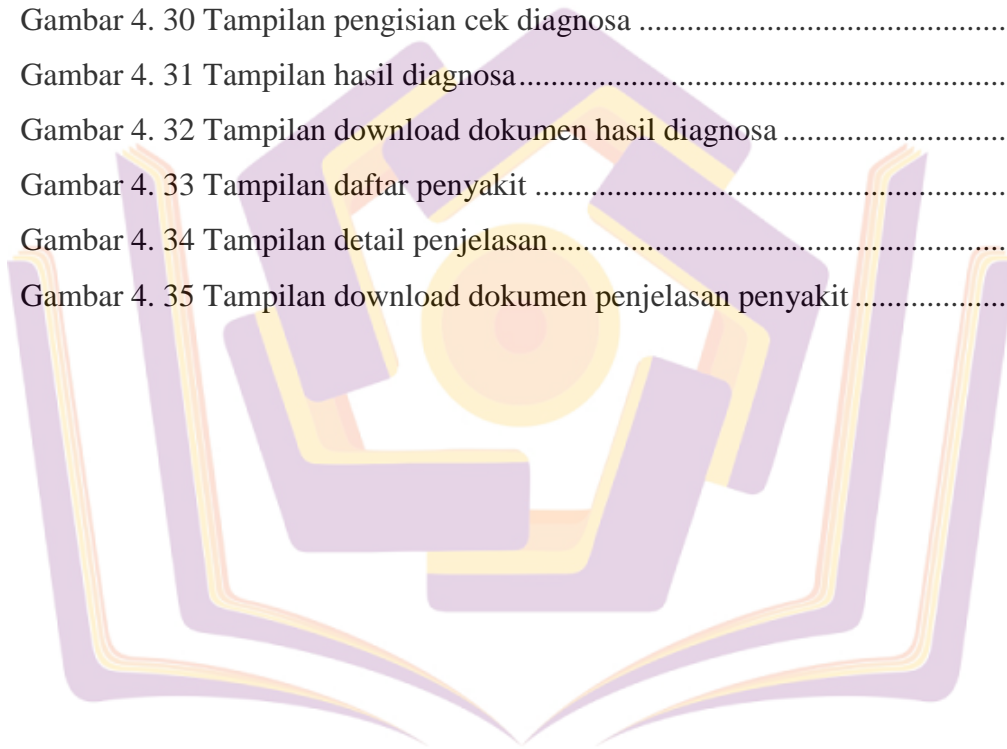 Gambar 4. 30 Tampilan pengisian cek diagnosa ....................................................
Gambar 4. 31 Tampilan hasil diagnosa....................................................................
Gambar 4. 32 Tampilan download dokumen hasil diagnosa ................................
Gambar 4. 33 Tampilan daftar penyakit .................................................................
Gambar 4. 34 Tampilan detail penjelasan...............................................................
Gambar 4. 35 Tampilan download dokumen penjelasan penyakit .....................